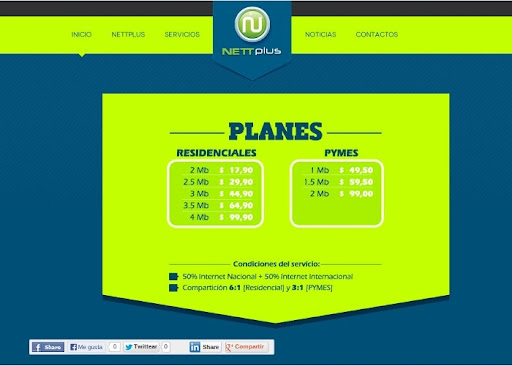 INICIO NETTPLUS SERVICIOS NOTICIAS CONTACTOS
NETTplus
PLANES
RESIDENCIALES
2 Mb $ 17,90
2.5 Mb $ 29,90
3 Mb $ 44,90
3.5 Mb $ 64,90
4 Mb $ 99,90
PYMES
1 Mb $ 49,50
1.5 Mb $ 59,50
2 Mb $ 99,00
Condiciones del servicio:
50% Internet Nacional + 50% Internet Internacional
Compartición 6:1 [Residencial] y 3:1 [PYMES]
f Share f Me gusta 0 Twittear 0 in Share g+ Compartir